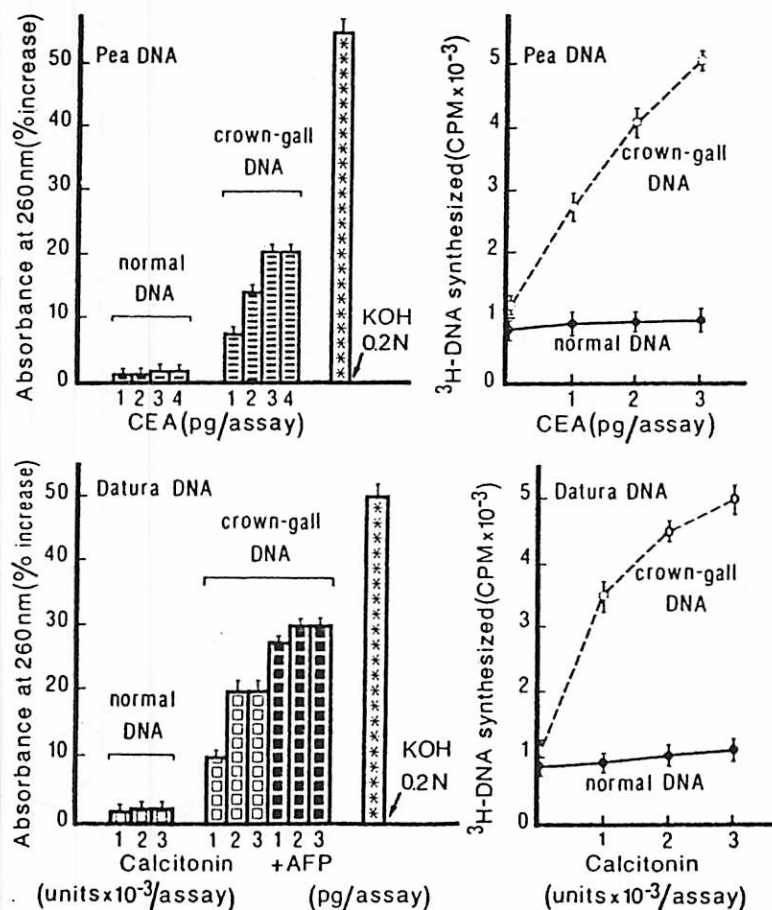 Absorbance at 260nm(% increase)
Pea DNA
50
40
30
20
10
0
crown-gall
DNA
normal
DNA
KOH
0.2N
1 2 3 4
1 2 3 4
CEA(pg/assay)
³H-DNA synthesized(CPM×10⁻³)
Pea DNA
5
4
3
2
1
0
crown-gall
DNA
normal DNA
1 2 3
CEA(pg/assay)
Absorbance at 260nm(% increase)
Datura DNA
50
40
30
20
10
0
crown-gall
DNA
normal
DNA
KOH
0.2N
1 2 3
1 2 3 1 2 3
Calcitonin +AFP
(units×10⁻³/assay) (pg/assay)
³H-DNA synthesized(CPM×10⁻³)
Datura DNA
5
4
3
2
1
0
crown-gall
DNA
normal DNA
1 2 3
Calcitonin
(units×10⁻³/assay)